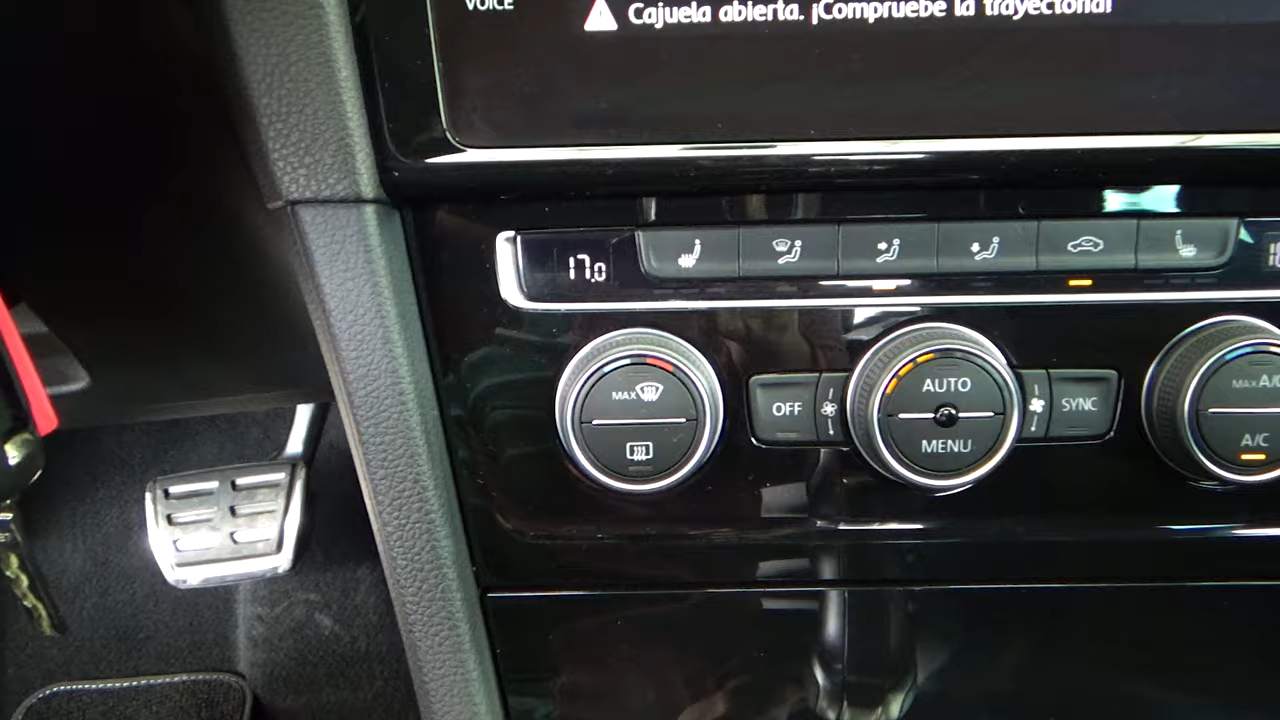 VOICE
Cajuela abierta. ¡Compruebe la trayectoria!
17.0
MAX
OFF
AUTO
MENU
SYNC
MAX A/C
A/C